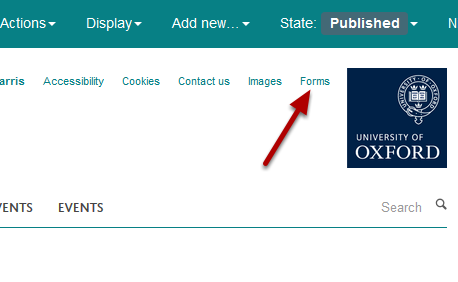 Actions Display Add new... State: Published N
arris Accessibility Cookies Contact us Images Forms
UNIVERSITY OF
OXFORD
VENTS EVENTS Search